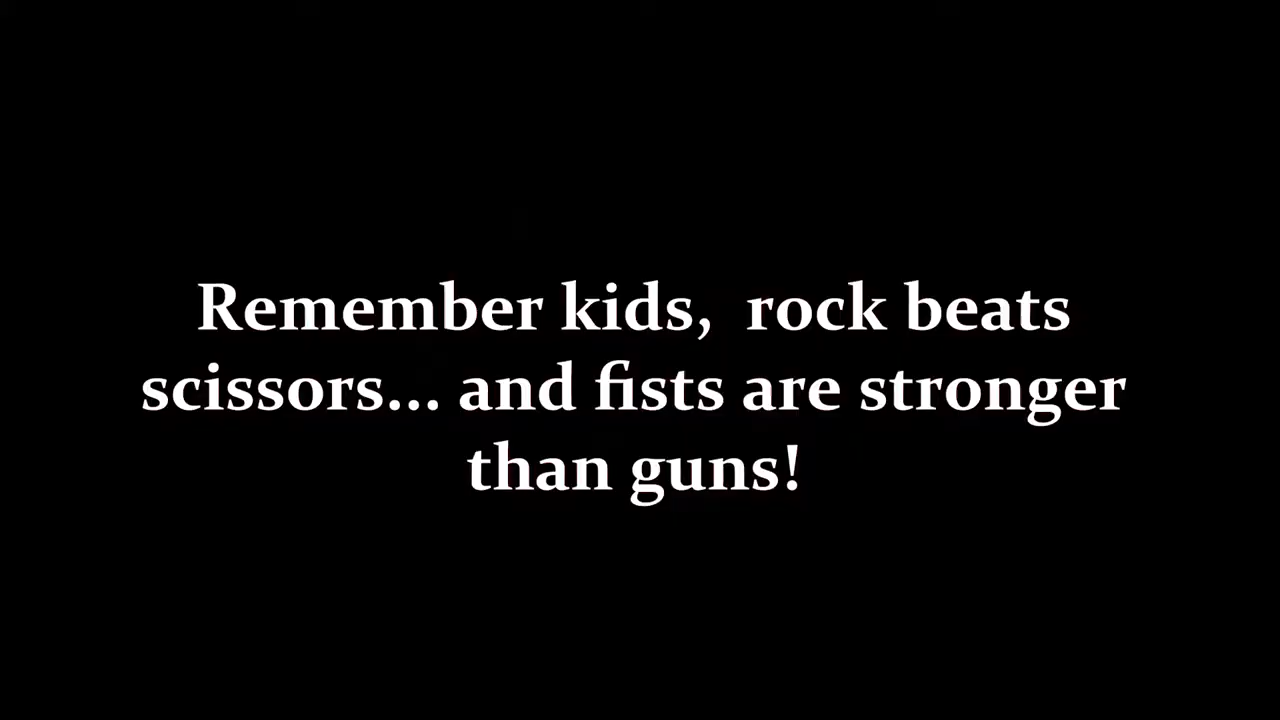 Remember kids,  rock beats
scissors... and fists are stronger
than guns!